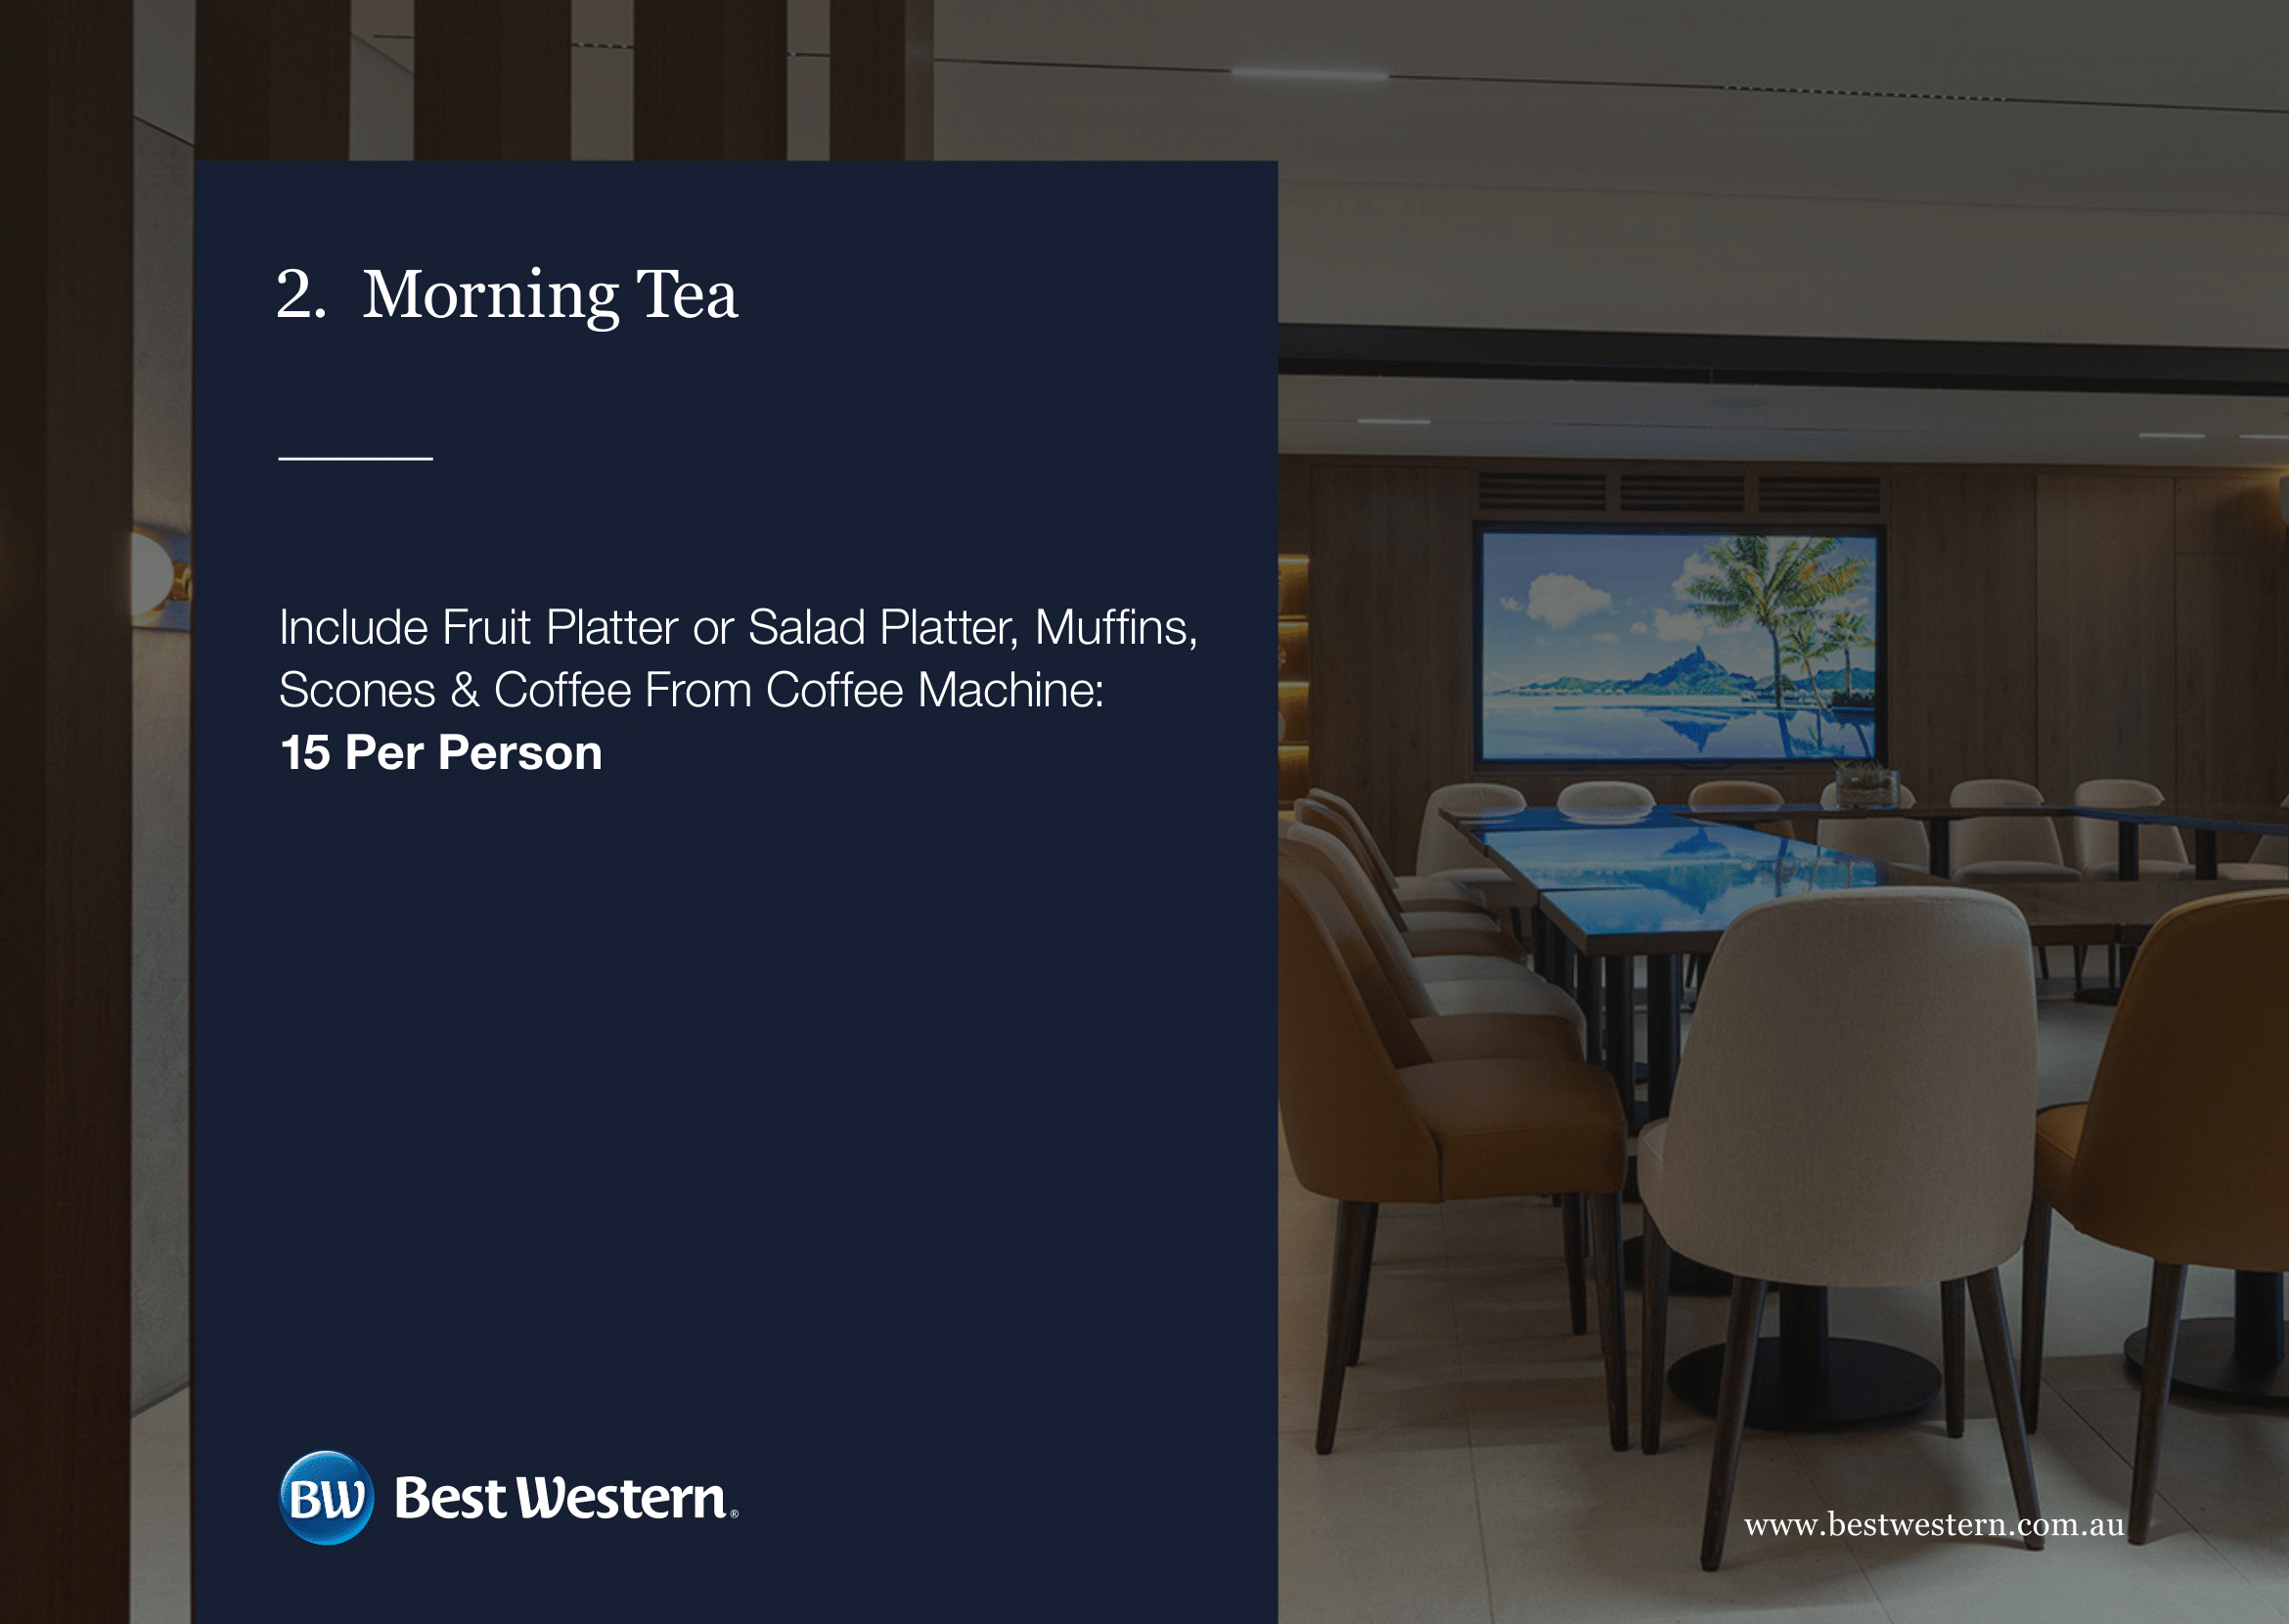 2. Morning Tea
Include Fruit Platter or Salad Platter, Muffins,
Scones & Coffee From Coffee Machine:
15 Per Person
BW Best Western®
www.bestwestern.com.au